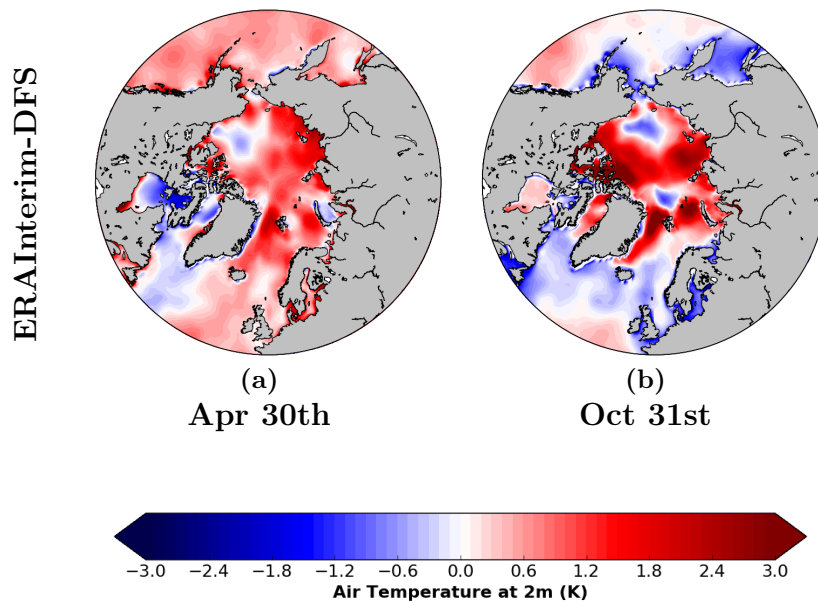 ERAInterim-DFS
(a)
(b)
Apr 30th
Oct 31st
−3.0 −2.4 −1.8 −1.2 −0.6 0.0 0.6 1.2 1.8 2.4 3.0
Air Temperature at 2m (K)